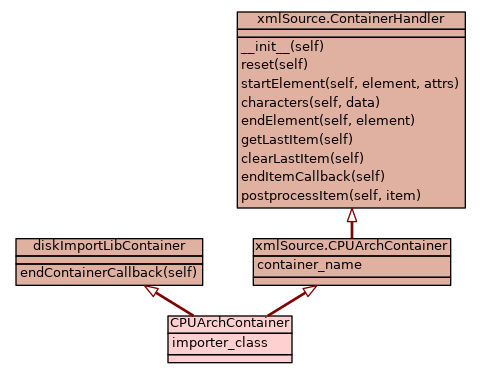 xmlSource.ContainerHandler
__init__(self)
reset(self)
startElement(self, element, attrs)
characters(self, data)
endElement(self, element)
getLastItem(self)
clearLastItem(self)
endItemCallback(self)
postprocessItem(self, item)
diskImportLibContainer
endContainerCallback(self)
xmlSource.CPUArchContainer
container_name
CPUArchContainer
importer_class